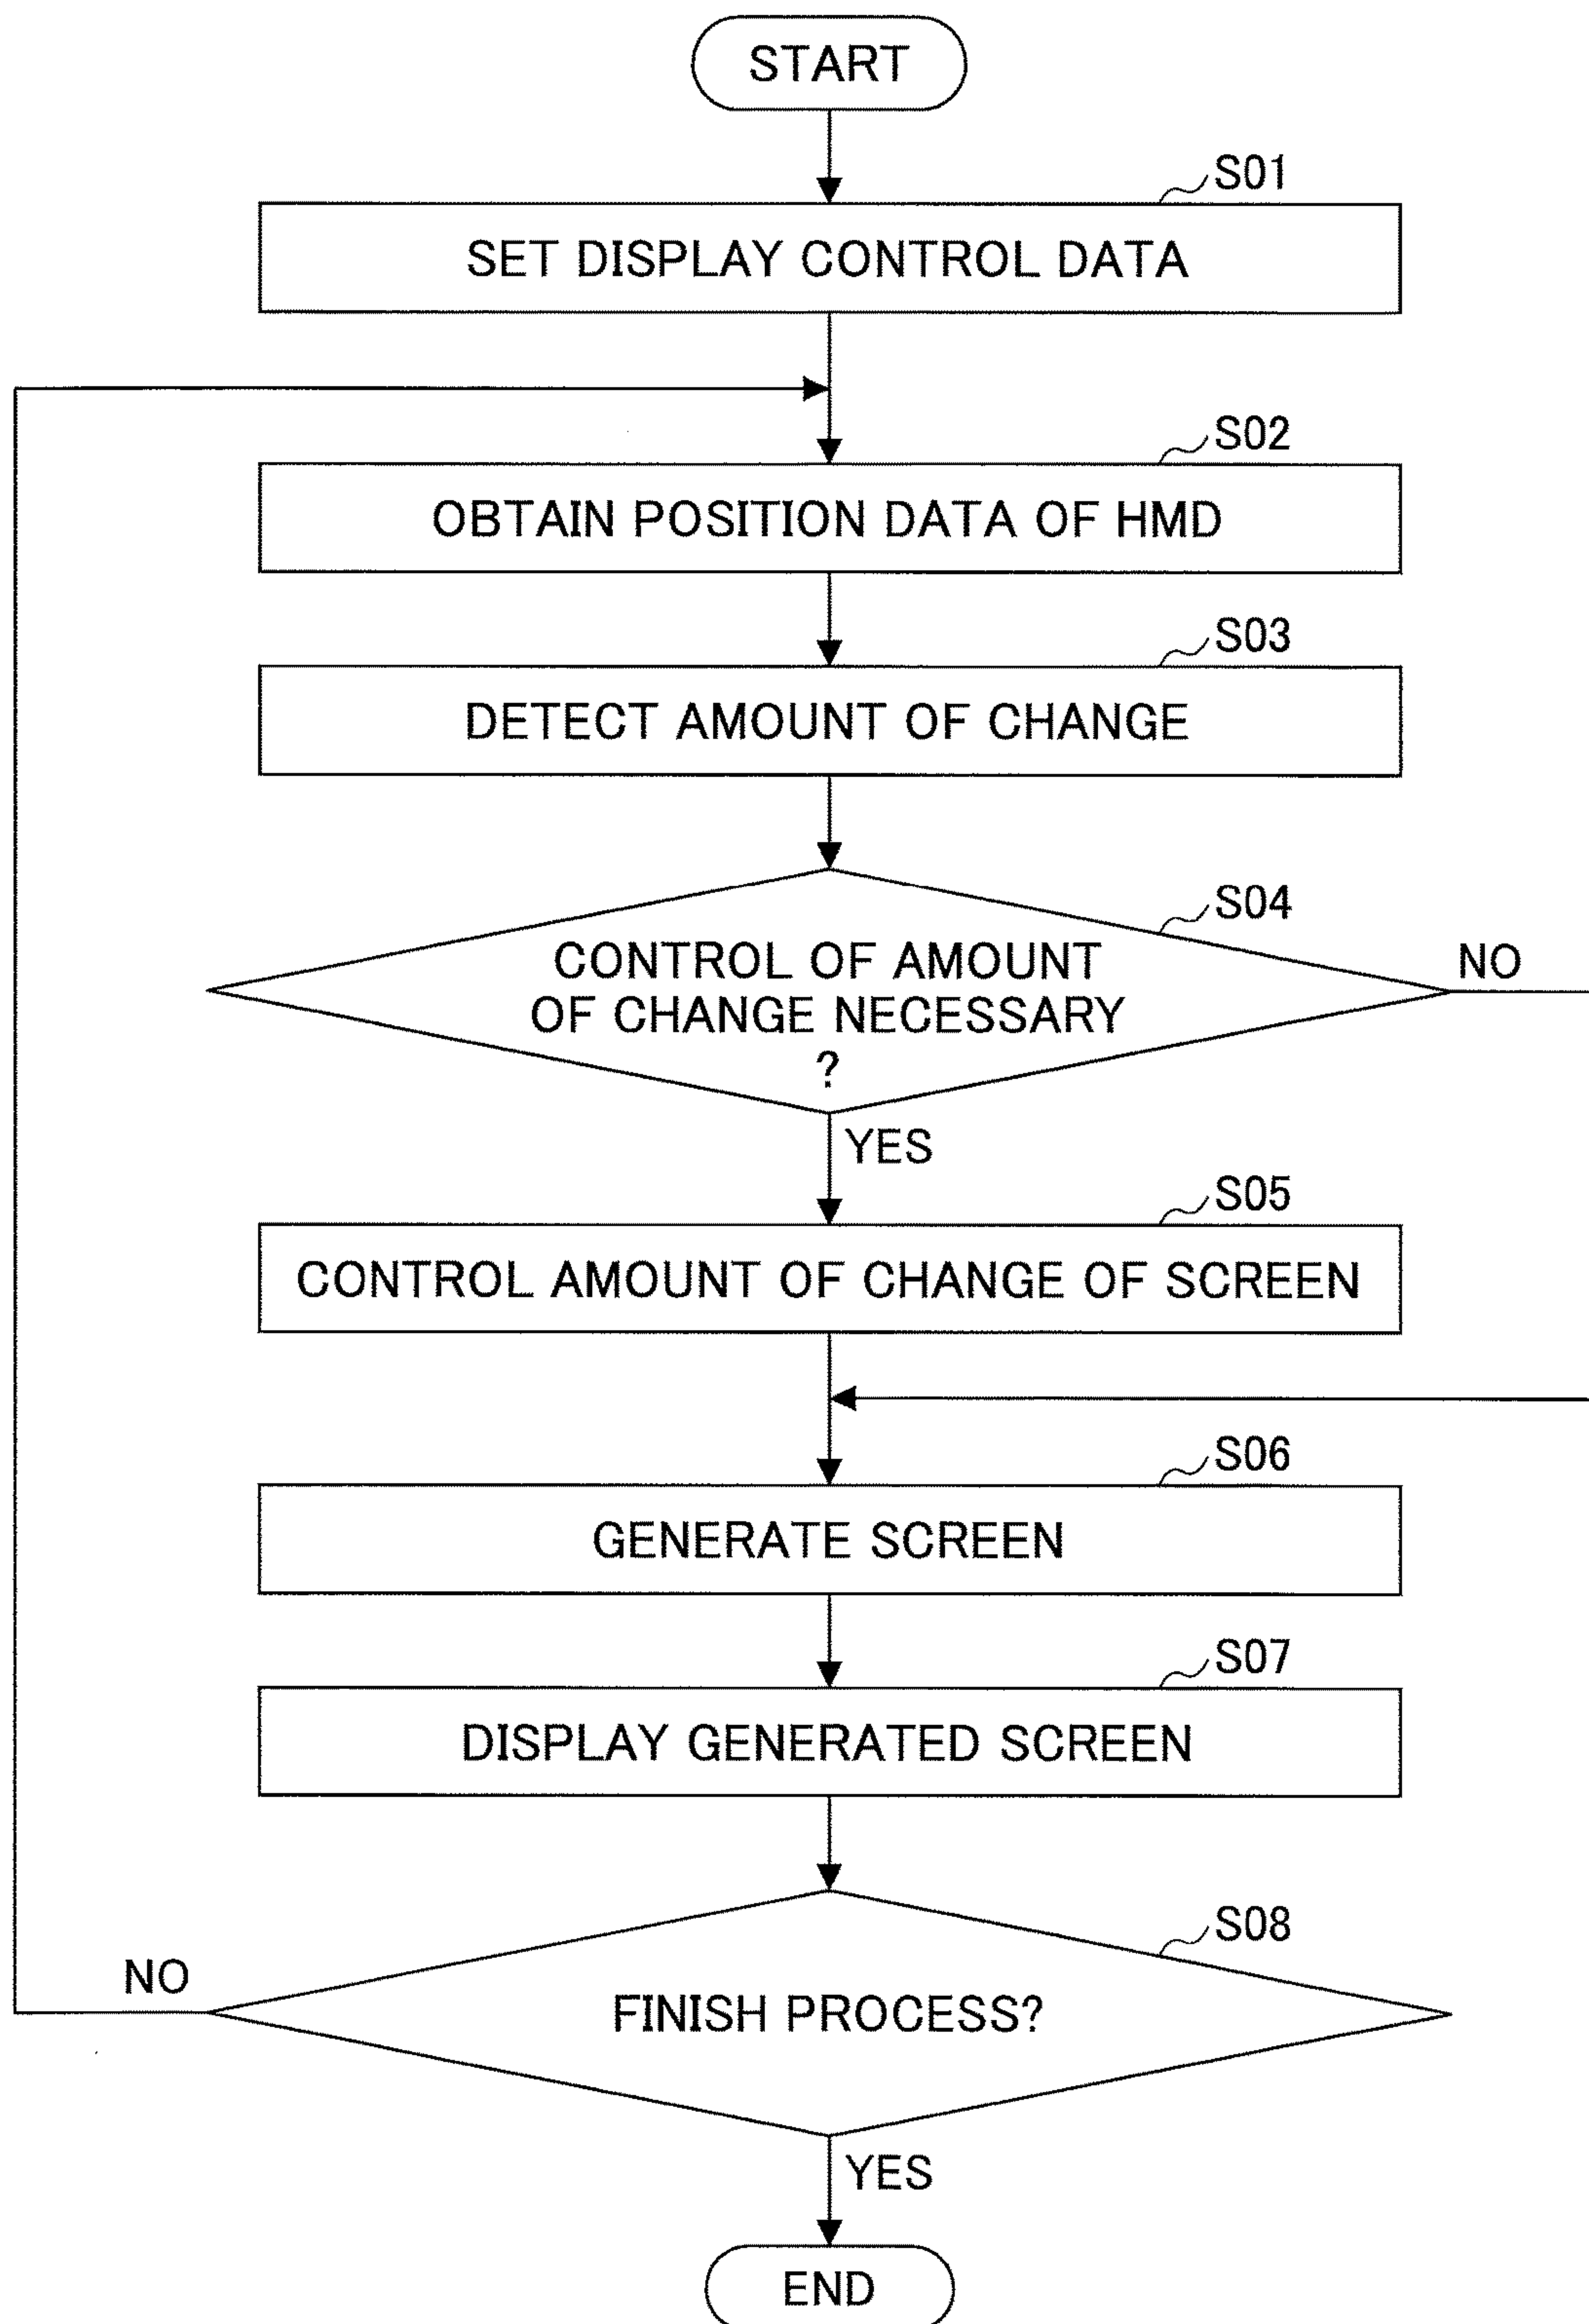 START
S01
SET DISPLAY CONTROL DATA
S02
OBTAIN POSITION DATA OF HMD
S03
DETECT AMOUNT OF CHANGE
S04
CONTROL OF AMOUNT
OF CHANGE NECESSARY
?
NO
YES
S05
CONTROL AMOUNT OF CHANGE OF SCREEN
S06
GENERATE SCREEN
S07
DISPLAY GENERATED SCREEN
S08
NO
FINISH PROCESS?
YES
END